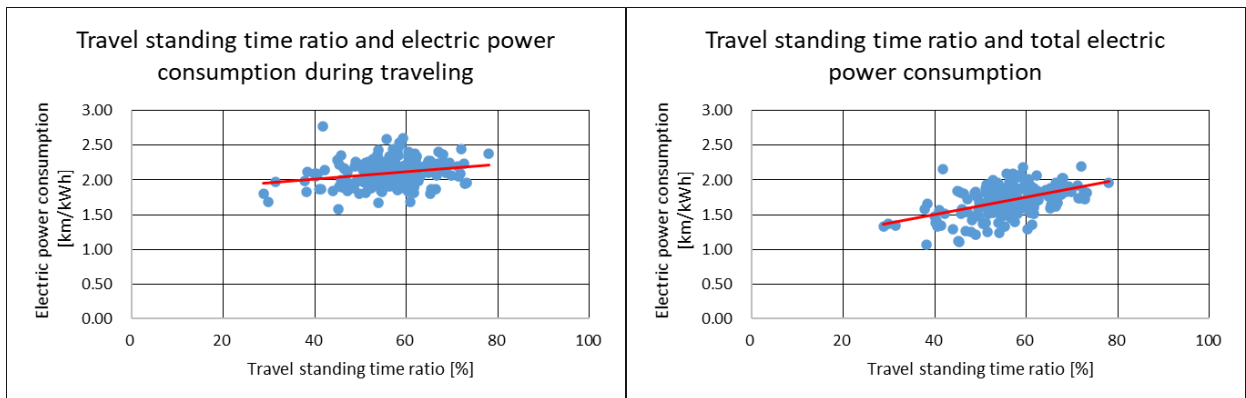 Travel standing time ratio and electric power
consumption during traveling
Electric power consumption
[km/kWh]
3.00
2.50
2.00
1.50
1.00
0.50
0.00
0 20 40 60 80 100
Travel standing time ratio [%]
Travel standing time ratio and total electric
power consumption
Electric power consumption
[km/kWh]
3.00
2.50
2.00
1.50
1.00
0.50
0.00
0 20 40 60 80 100
Travel standing time ratio [%]